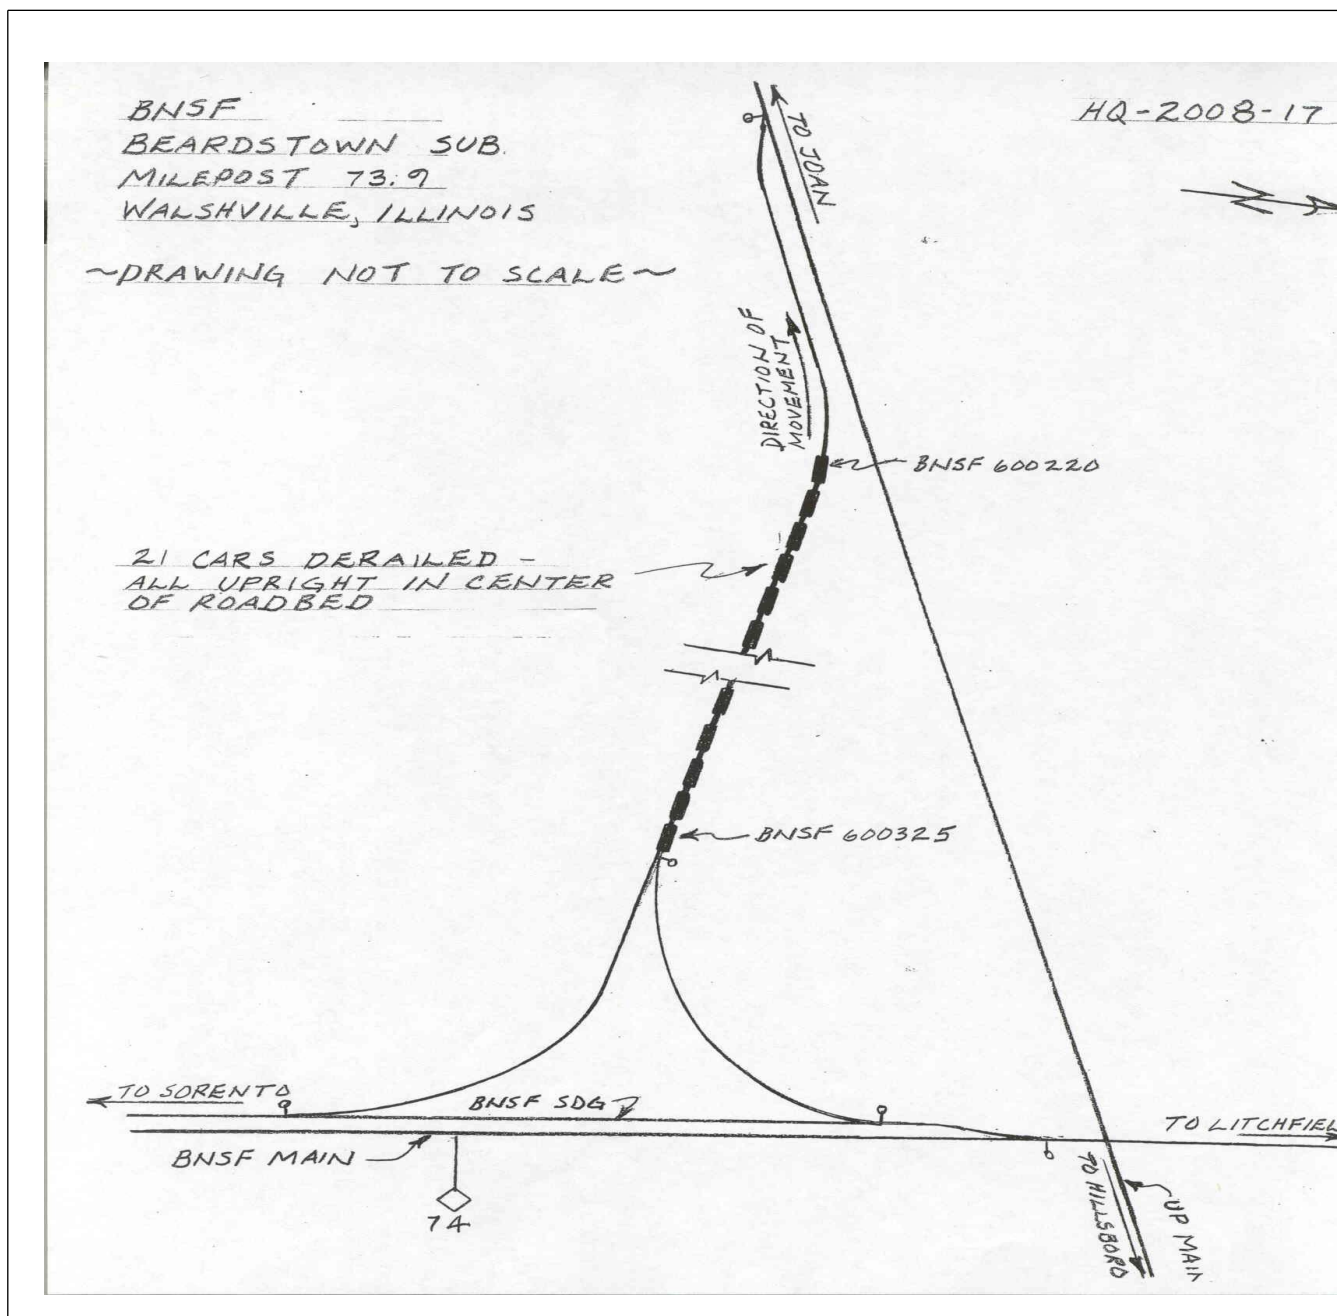 BNSF
BEARDSTOWN SUB.
MILEPOST 73.9
WALSHVILLE, ILLINOIS
~DRAWING NOT TO SCALE~
HQ-2008-17
TO JOAN
DIRECTION OF
MOVEMENT
BNSF 600220
21 CARS DERAILED -
ALL UPRIGHT IN CENTER
OF ROADBED
BNSF 600325
TO SORENTO
BNSF SDG
TO LITCHFIEL
BNSF MAIN
74
TO HILLSBORO
UP MAIN